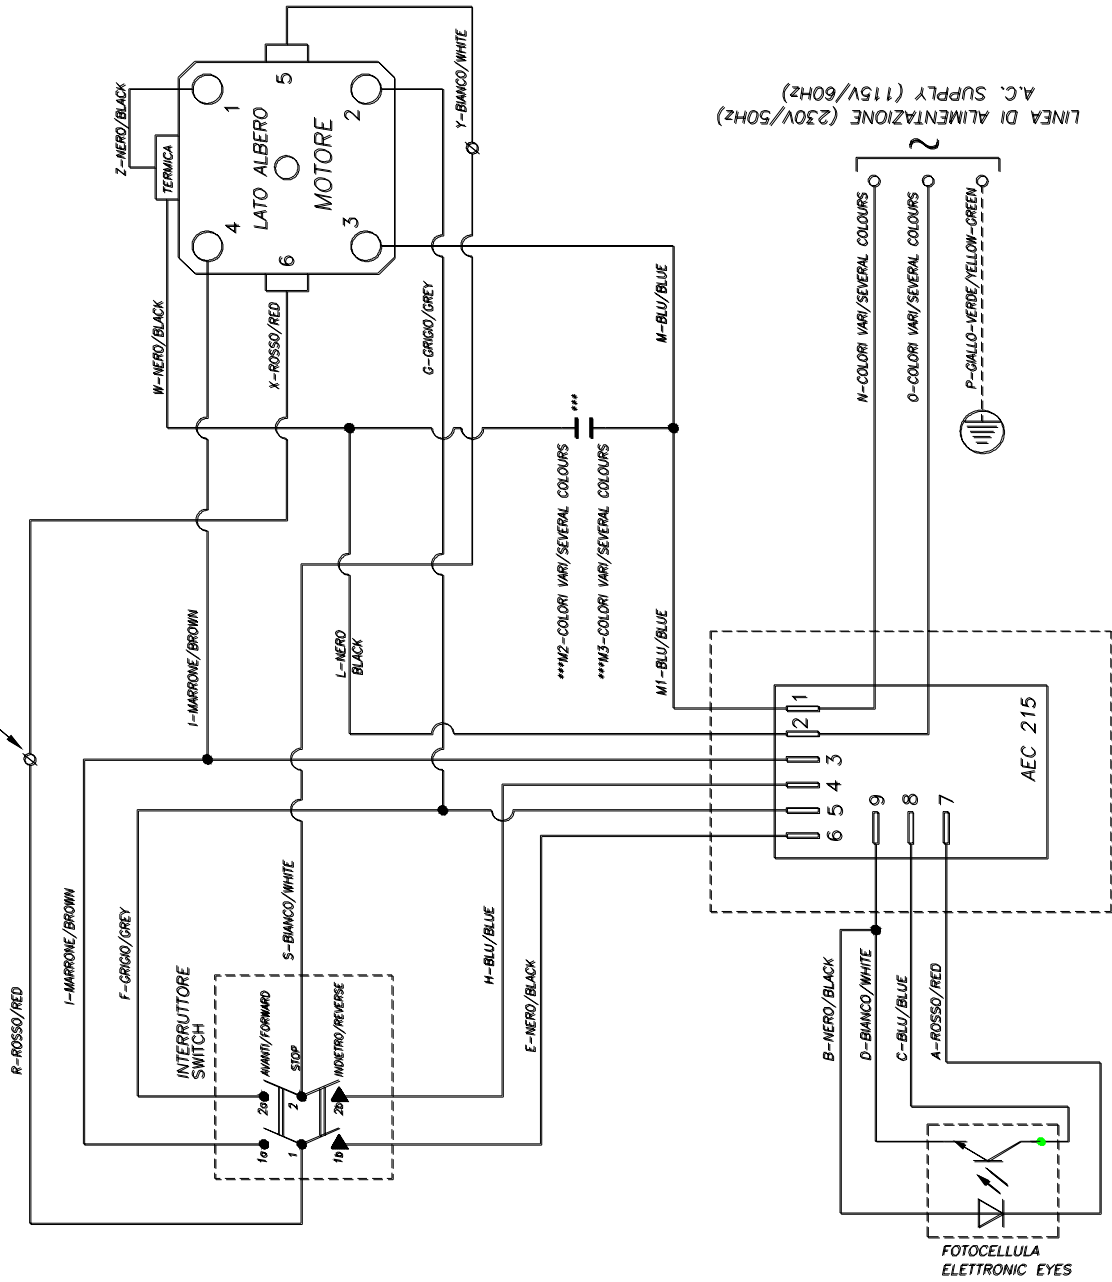 Z-NERO/BLACK
TERMICA
1
5
2
LATO ALBERO
MOTORE
4
6
3
Y-BIANCO/WHITE
LINEA DI ALIMENTAZIONE (230V/50Hz)
A.C. SUPPLY (115V/60Hz)
~
W-NERO/BLACK
X-ROSSO/RED
G-GRIGIO/GREY
M-BLU/BLUE
N-COLORI VARI/SEVERAL COLOURS
O-COLORI VARI/SEVERAL COLOURS
P-GIALLO-VERDE/YELLOW-GREEN
***
***M2-COLORI VARI/SEVERAL COLOURS
***M3-COLORI VARI/SEVERAL COLOURS
I-MARRONE/BROWN
L-NERO
BLACK
M1-BLU/BLUE
1
2
3
4
5
6
9
8
7
AEC 215
R-ROSSO/RED
I-MARRONE/BROWN
F-GRIGIO/GREY
S-BIANCO/WHITE
H-BLU/BLUE
E-NERO/BLACK
INTERRUTTORE
SWITCH
AVANTI/FORWARD
STOP
INDIETRO/REVERSE
2a
2
2b
1a
1
1b
B-NERO/BLACK
D-BIANCO/WHITE
C-BLU/BLUE
A-ROSSO/RED
FOTOCELLULA
ELETTRONIC EYES